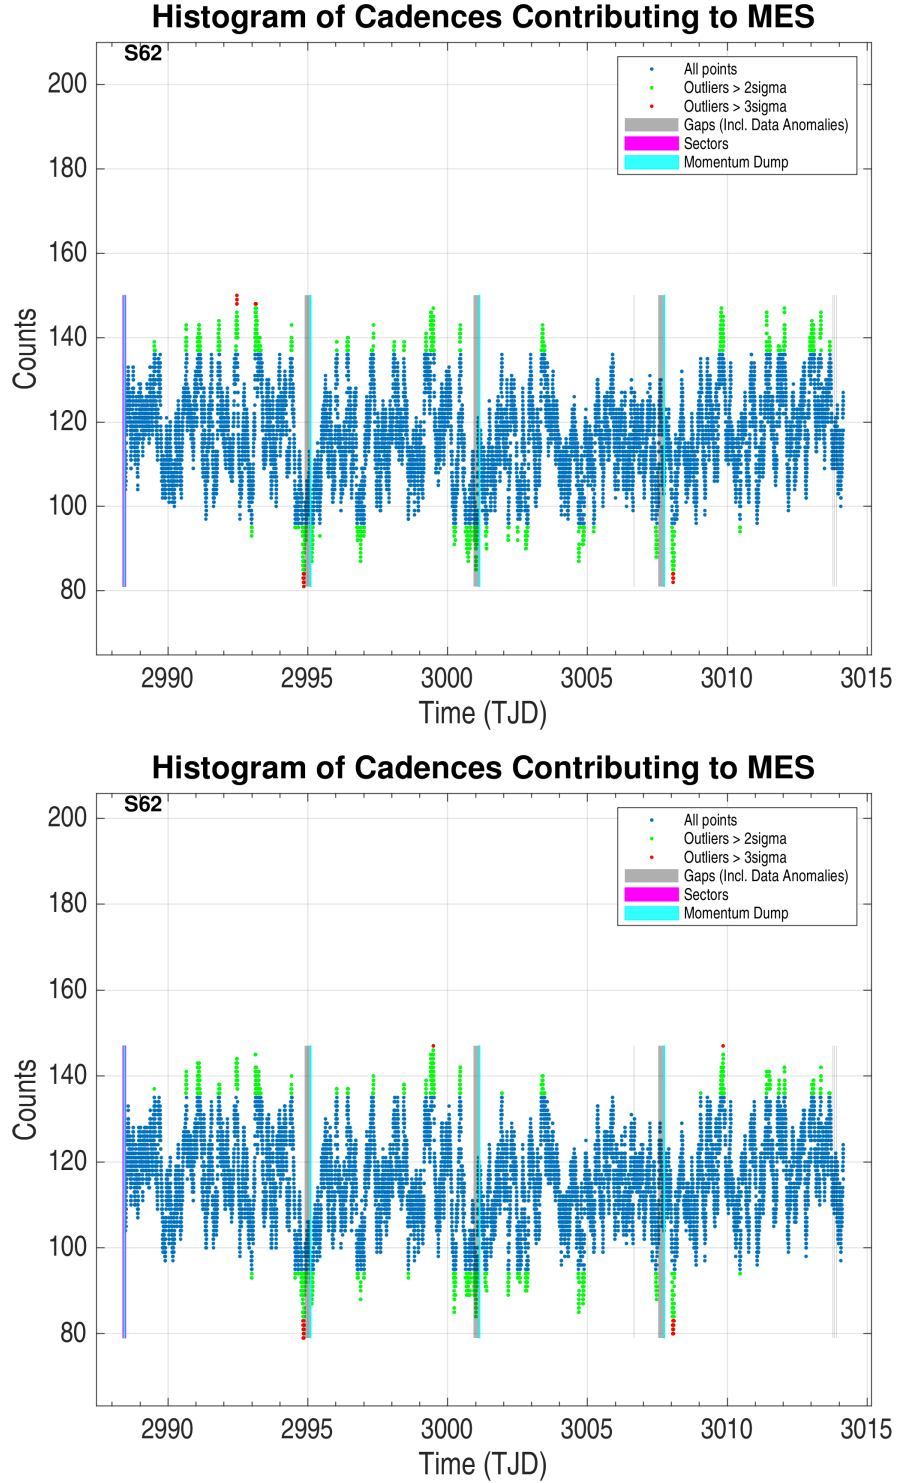 Histogram of Cadences Contributing to MES
S62
All points
Outliers > 2sigma
Outliers > 3sigma
Gaps (Incl. Data Anomalies)
Sectors
Momentum Dump
200
180
160
140
120
100
80
Counts
2990 2995 3000 3005 3010 3015
Time (TJD)
Histogram of Cadences Contributing to MES
S62
All points
Outliers > 2sigma
Outliers > 3sigma
Gaps (Incl. Data Anomalies)
Sectors
Momentum Dump
200
180
160
140
120
100
80
Counts
2990 2995 3000 3005 3010 3015
Time (TJD)